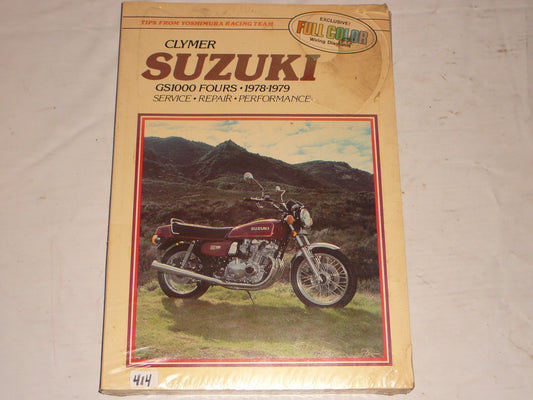 TIPS FROM YOSHIMURA RACING TEAM
EXCLUSIVE!
FULL COLOR
Wiring Diagrams
CLYMER
SUZUKI
GS1000 FOURS • 1978-1979
SERVICE • REPAIR • PERFORMANCE
SUZUKI
414